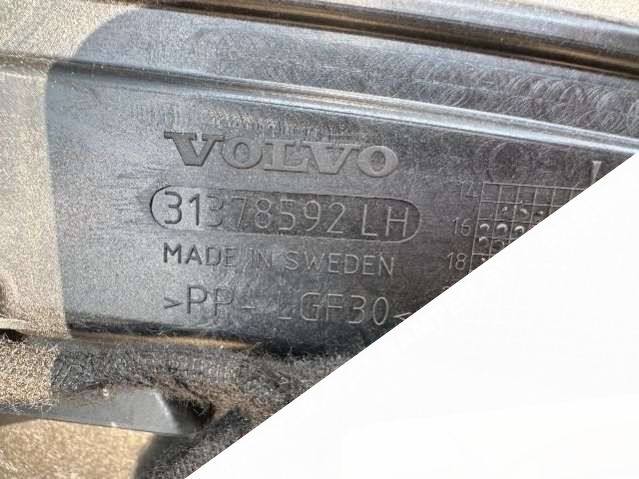 VOLVO
31378592 LH
MADE IN SWEDEN
>PP-LGF30<
14
16
18